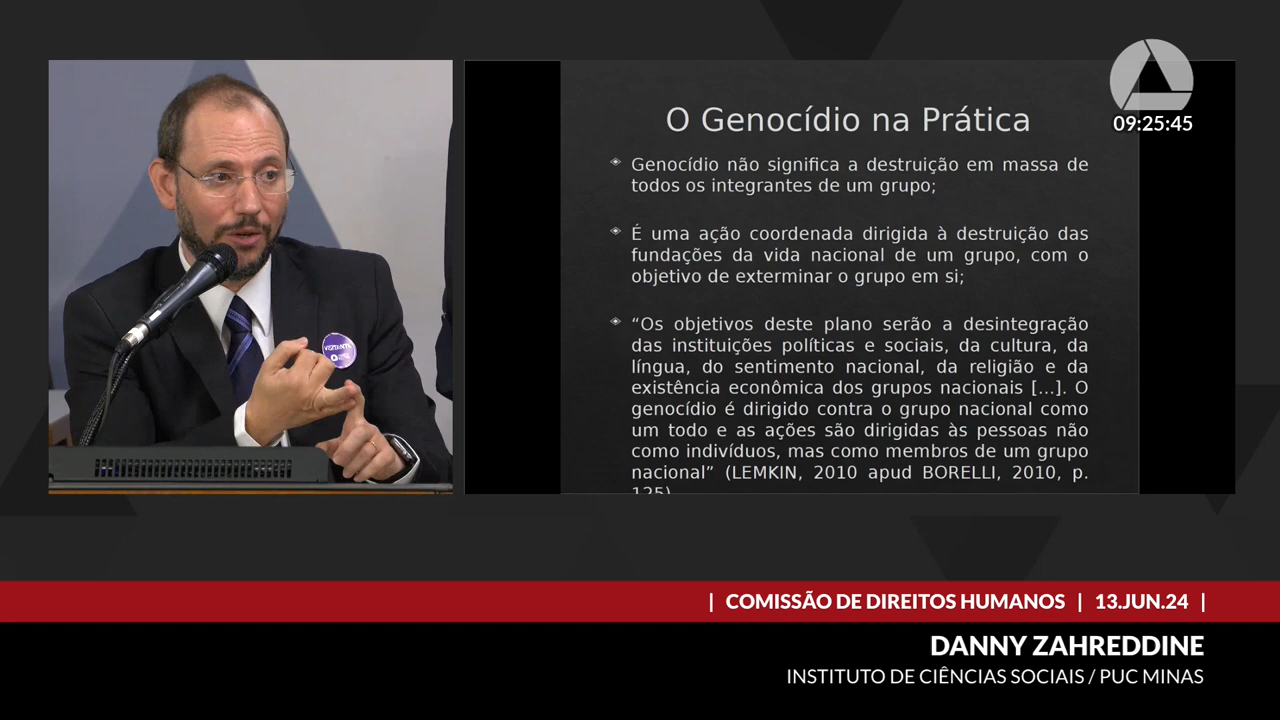 09:25:45
O Genocídio na Prática
Genocídio não significa a destruição em massa de
todos os integrantes de um grupo;
É uma ação coordenada dirigida à destruição das
fundações da vida nacional de um grupo, com o
objetivo de exterminar o grupo em si;
“Os objetivos deste plano serão a desintegração
das instituições políticas e sociais, da cultura, da
língua, do sentimento nacional, da religião e da
existência econômica dos grupos nacionais [...]. O
genocídio é dirigido contra o grupo nacional como
um todo e as ações são dirigidas às pessoas não
como indivíduos, mas como membros de um grupo
nacional” (LEMKIN, 2010 apud BORELLI, 2010, p.
125)
VISITANTE
| COMISSÃO DE DIREITOS HUMANOS | 13.JUN.24 |
DANNY ZAHREDDINE
INSTITUTO DE CIÊNCIAS SOCIAIS / PUC MINAS